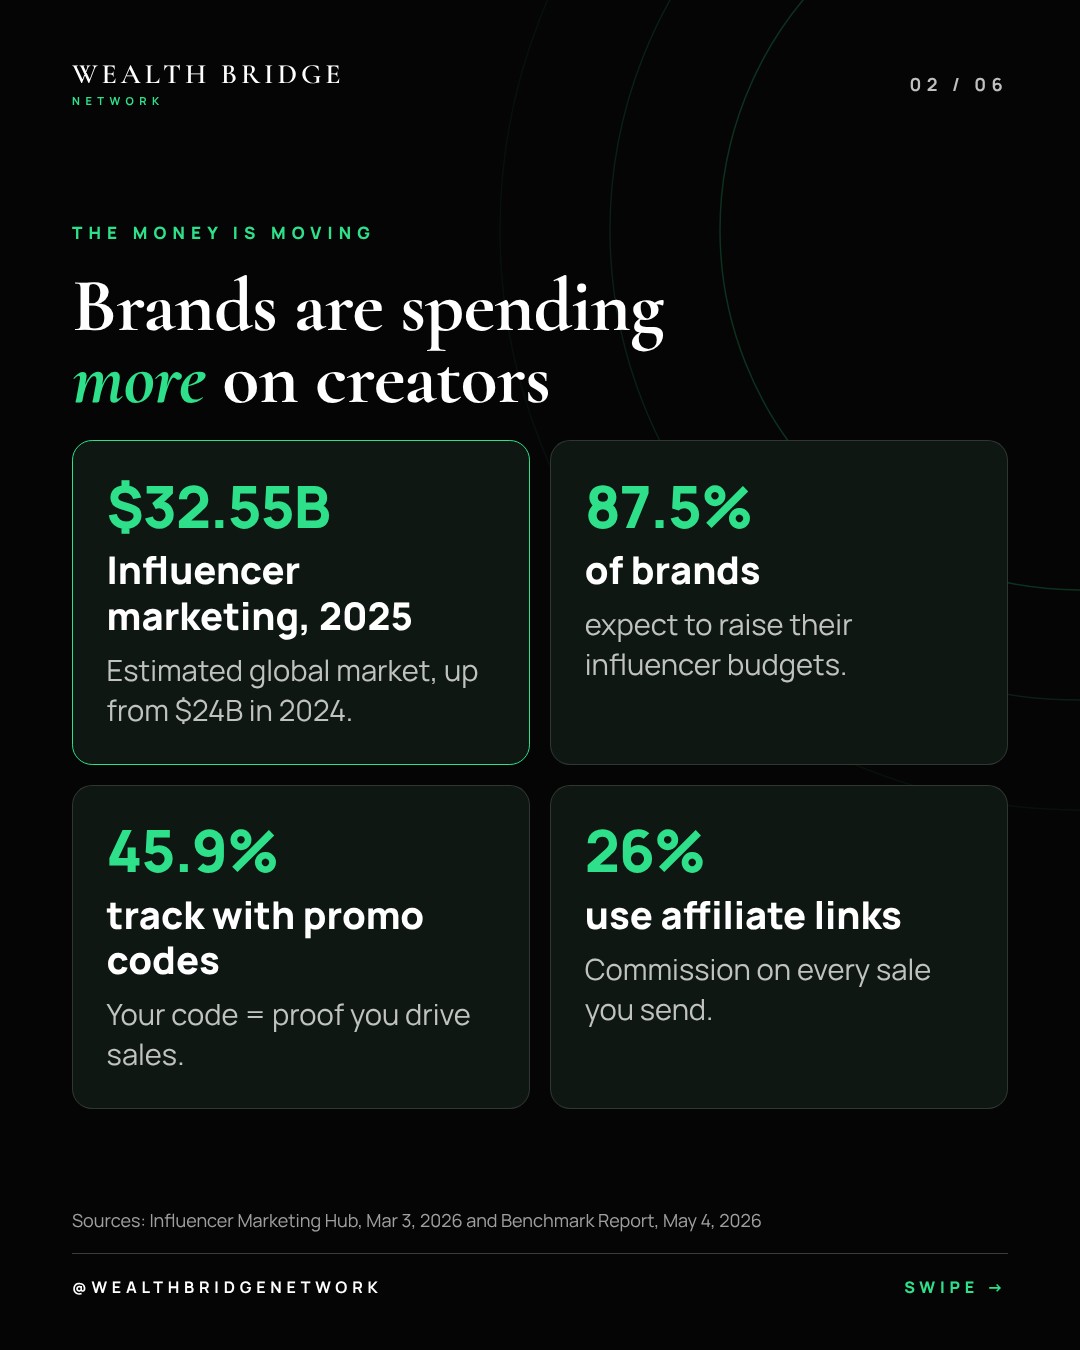 WEALTH BRIDGE
NETWORK
02 / 06
THE MONEY IS MOVING
Brands are spending
more on creators
$32.55B
Influencer
marketing, 2025
Estimated global market, up
from $24B in 2024.
87.5%
of brands
expect to raise their
influencer budgets.
45.9%
track with promo
codes
Your code = proof you drive
sales.
26%
use affiliate links
Commission on every sale
you send.
Sources: Influencer Marketing Hub, Mar 3, 2026 and Benchmark Report, May 4, 2026
@WEALTHBRIDGENETWORK
SWIPE →